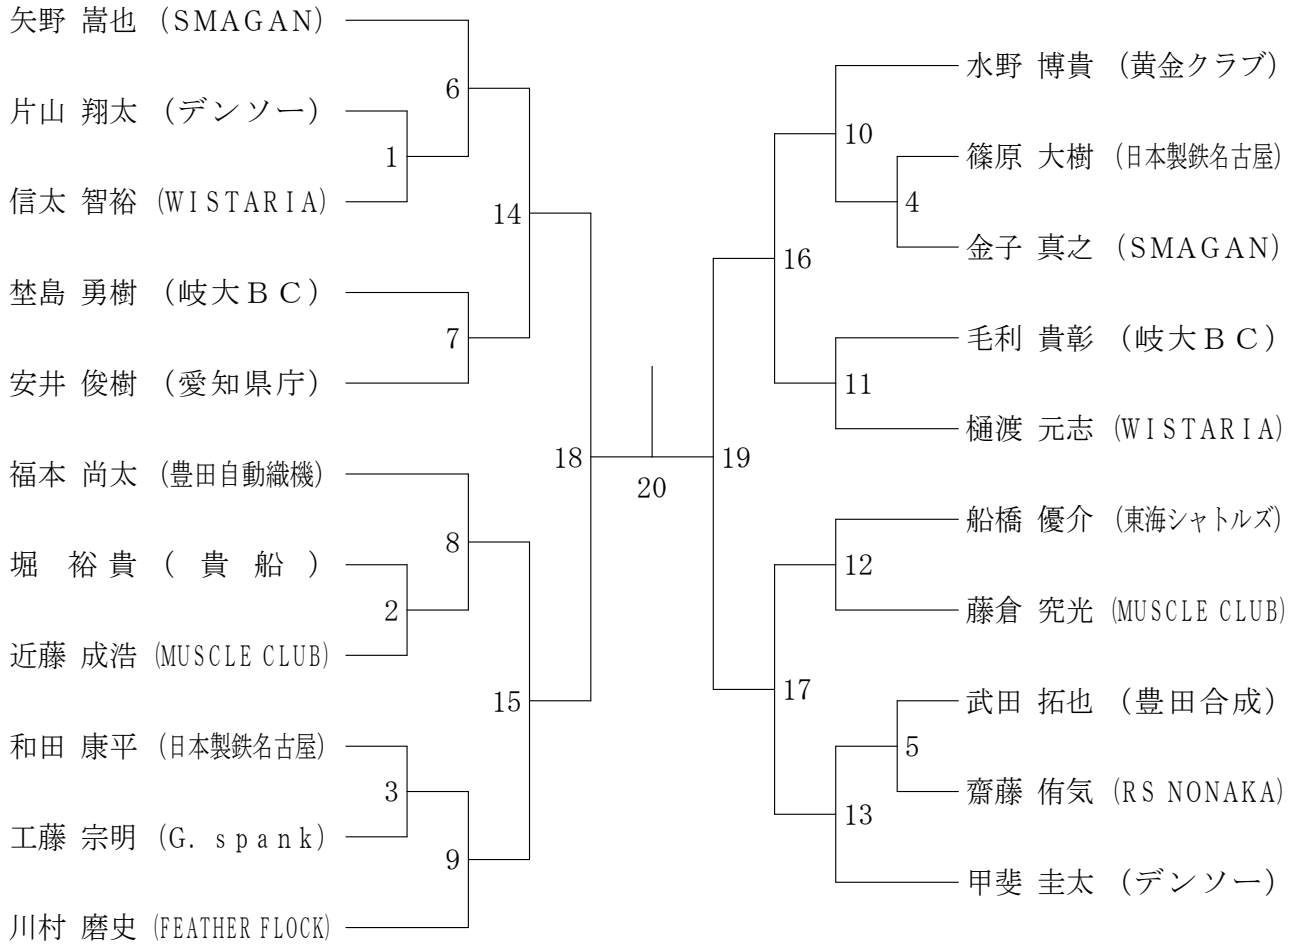 矢野 嵩也 (SMAGAN)
片山 翔太 (デンソー)
信太 智裕 (WISTARIA)
埜島 勇樹 (岐大BC)
安井 俊樹 (愛知県庁)
福本 尚太 (豊田自動織機)
堀 裕貴 (貴船)
近藤 成浩 (MUSCLE CLUB)
和田 康平 (日本製鉄名古屋)
工藤 宗明 (G. spank)
川村 磨史 (FEATHER FLOCK)
1
2
3
6
7
8
9
14
15
18
20
19
16
17
10
11
12
13
4
5
水野 博貴 (黄金クラブ)
篠原 大樹 (日本製鉄名古屋)
金子 真之 (SMAGAN)
毛利 貴彰 (岐大BC)
樋渡 元志 (WISTARIA)
船橋 優介 (東海シャトルズ)
藤倉 究光 (MUSCLE CLUB)
武田 拓也 (豊田合成)
齋藤 侑気 (RS NONAKA)
甲斐 圭太 (デンソー)